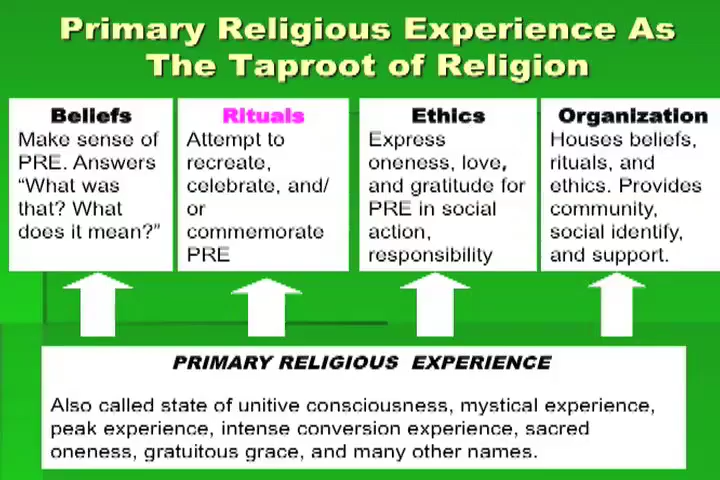 Primary Religious Experience As
The Taproot of Religion
Beliefs
Make sense of
PRE. Answers
“What was
that? What
does it mean?”
Rituals
Attempt to
recreate,
celebrate, and/
or
commemorate
PRE
Ethics
Express
oneness, love,
and gratitude for
PRE in social
action,
responsibility
Organization
Houses beliefs,
rituals, and
ethics. Provides
community,
social identify,
and support.
PRIMARY RELIGIOUS EXPERIENCE
Also called state of unitive consciousness, mystical experience,
peak experience, intense conversion experience, sacred
oneness, gratuitous grace, and many other names.